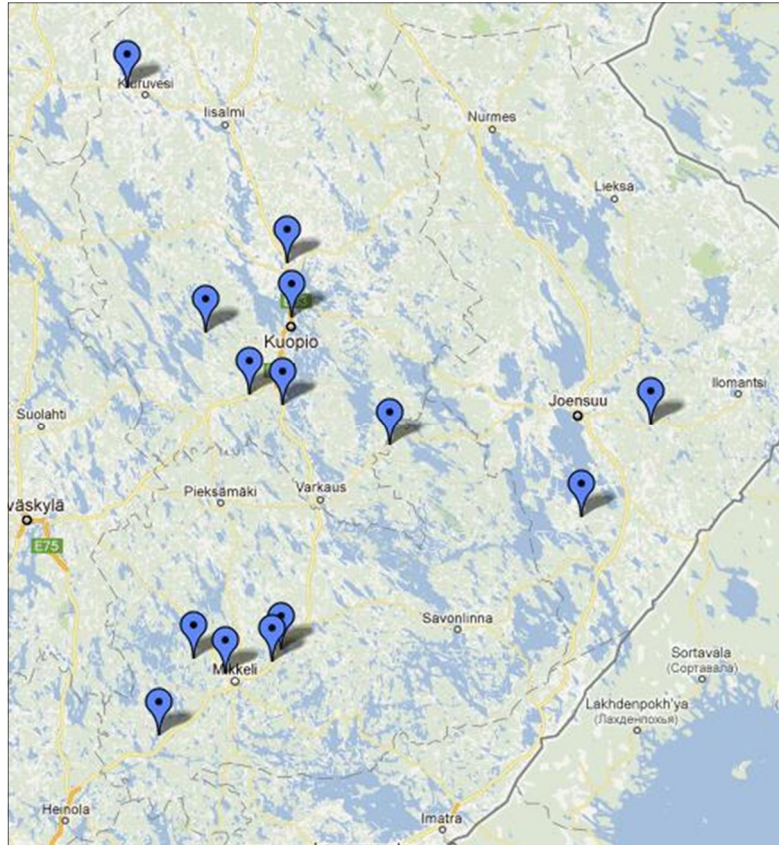 Kiuruvesi
Iisalmi
Nurmes
Lieksa
Kuopio
Ilomantsi
Joensuu
Suolahti
Pieksämäki
Varkaus
väskylä
E75
Savonlinna
Mikkeli
Sortavala
(Сортавала)
Lakhdenpokh'ya
(Лахденпохья)
Heinola
Imatra